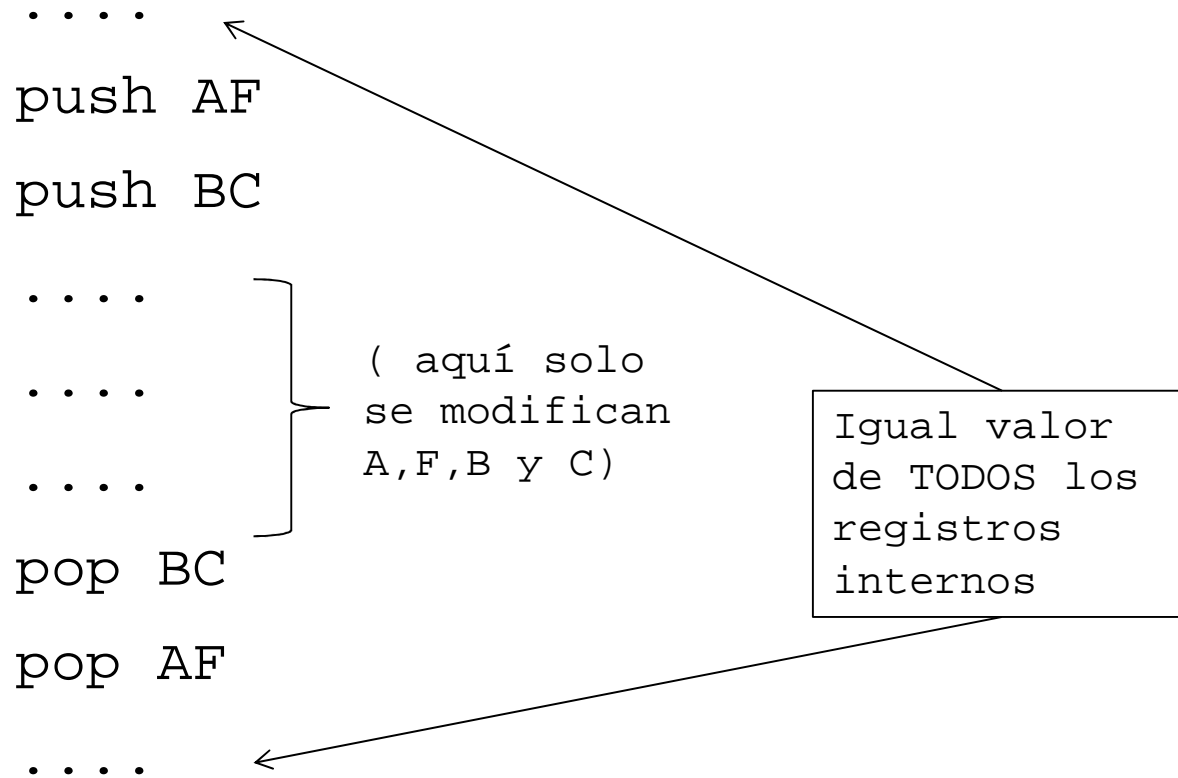 ....
push AF
push BC
....
....
....
pop BC
pop AF
....
( aquí solo
se modifican
A,F,B y C)
Igual valor
de TODOS los
registros
internos